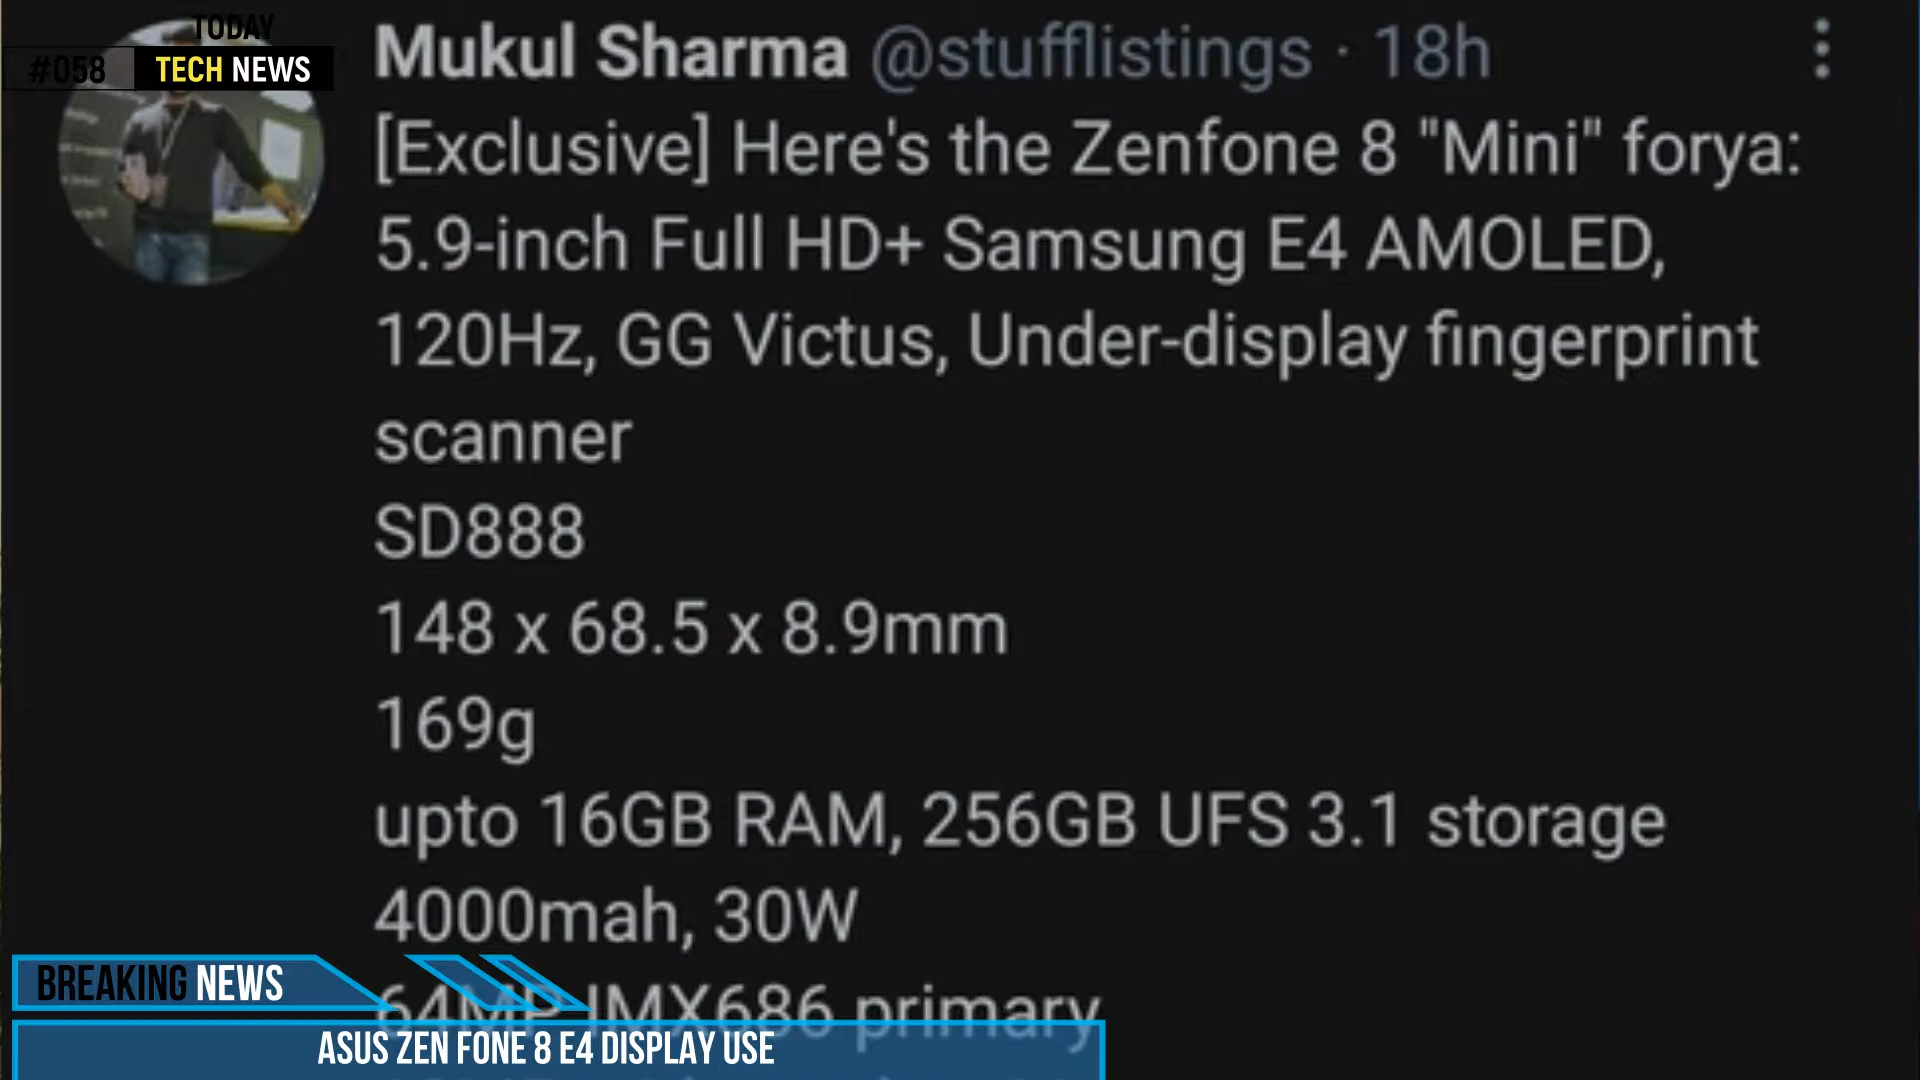 TODAY
#058 TECH NEWS
Mukul Sharma @stufflistings · 18h
[Exclusive] Here's the Zenfone 8 "Mini" forya:
5.9-inch Full HD+ Samsung E4 AMOLED,
120Hz, GG Victus, Under-display fingerprint
scanner
SD888
148 x 68.5 x 8.9mm
169g
upto 16GB RAM, 256GB UFS 3.1 storage
4000mah, 30W
64MP IMX686 primary
BREAKING NEWS
ASUS ZEN FONE 8 E4 DISPLAY USE